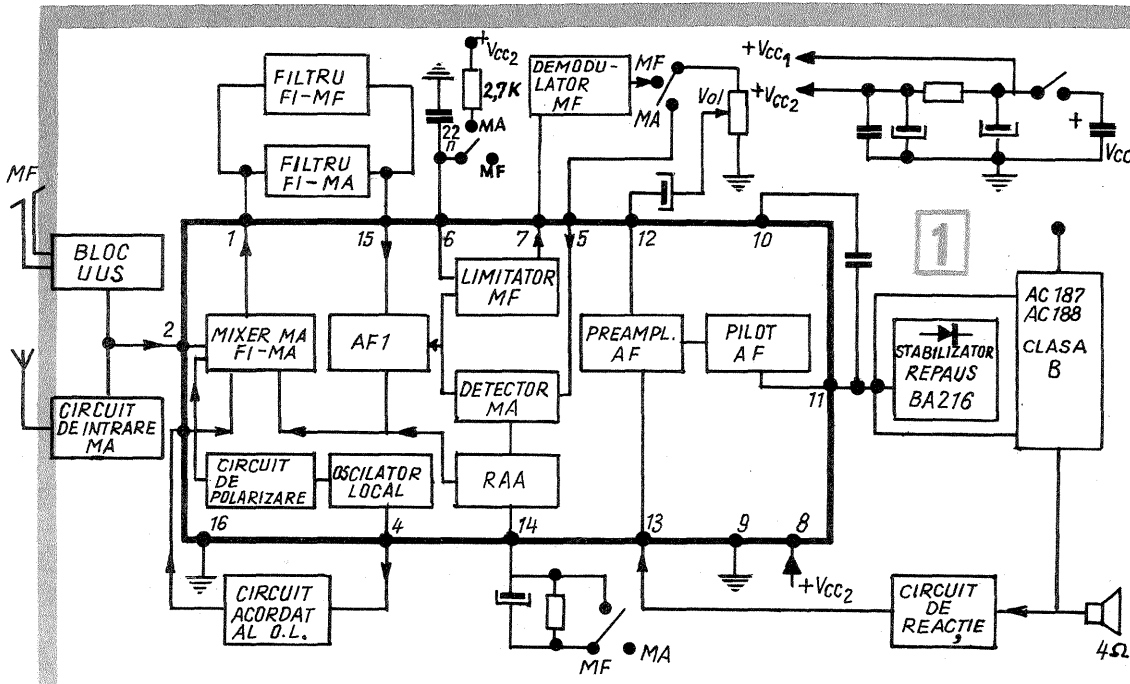 FILTRU
FI-MF
FILTRU
FI-MA
+
VCC2
2,7K
22
n
MA
MF
DEMODU-
LATOR
MF
MF
MA
Vol
+VCC1
+VCC2
+
VCC
MF
BLOC
UUS
CIRCUIT
DE INTRARE
MA
1
15
6
7
5
12
10
2
MIXER MA
FI-MA
AF1
LIMITATOR
MF
DETECTOR
MA
RAA
CIRCUIT
DE
POLARIZARE
OSCILATOR
LOCAL
PREAMPL.
AF
PILOT
AF
11
1
STABILIZATOR
REPAUS
BA216
AC187
AC188
CLASA
B
16
4
14
13
9
8
+VCC2
CIRCUIT
ACORDAT
AL O.L.
MF
MA
CIRCUIT
DE
REACȚIE
4Ω